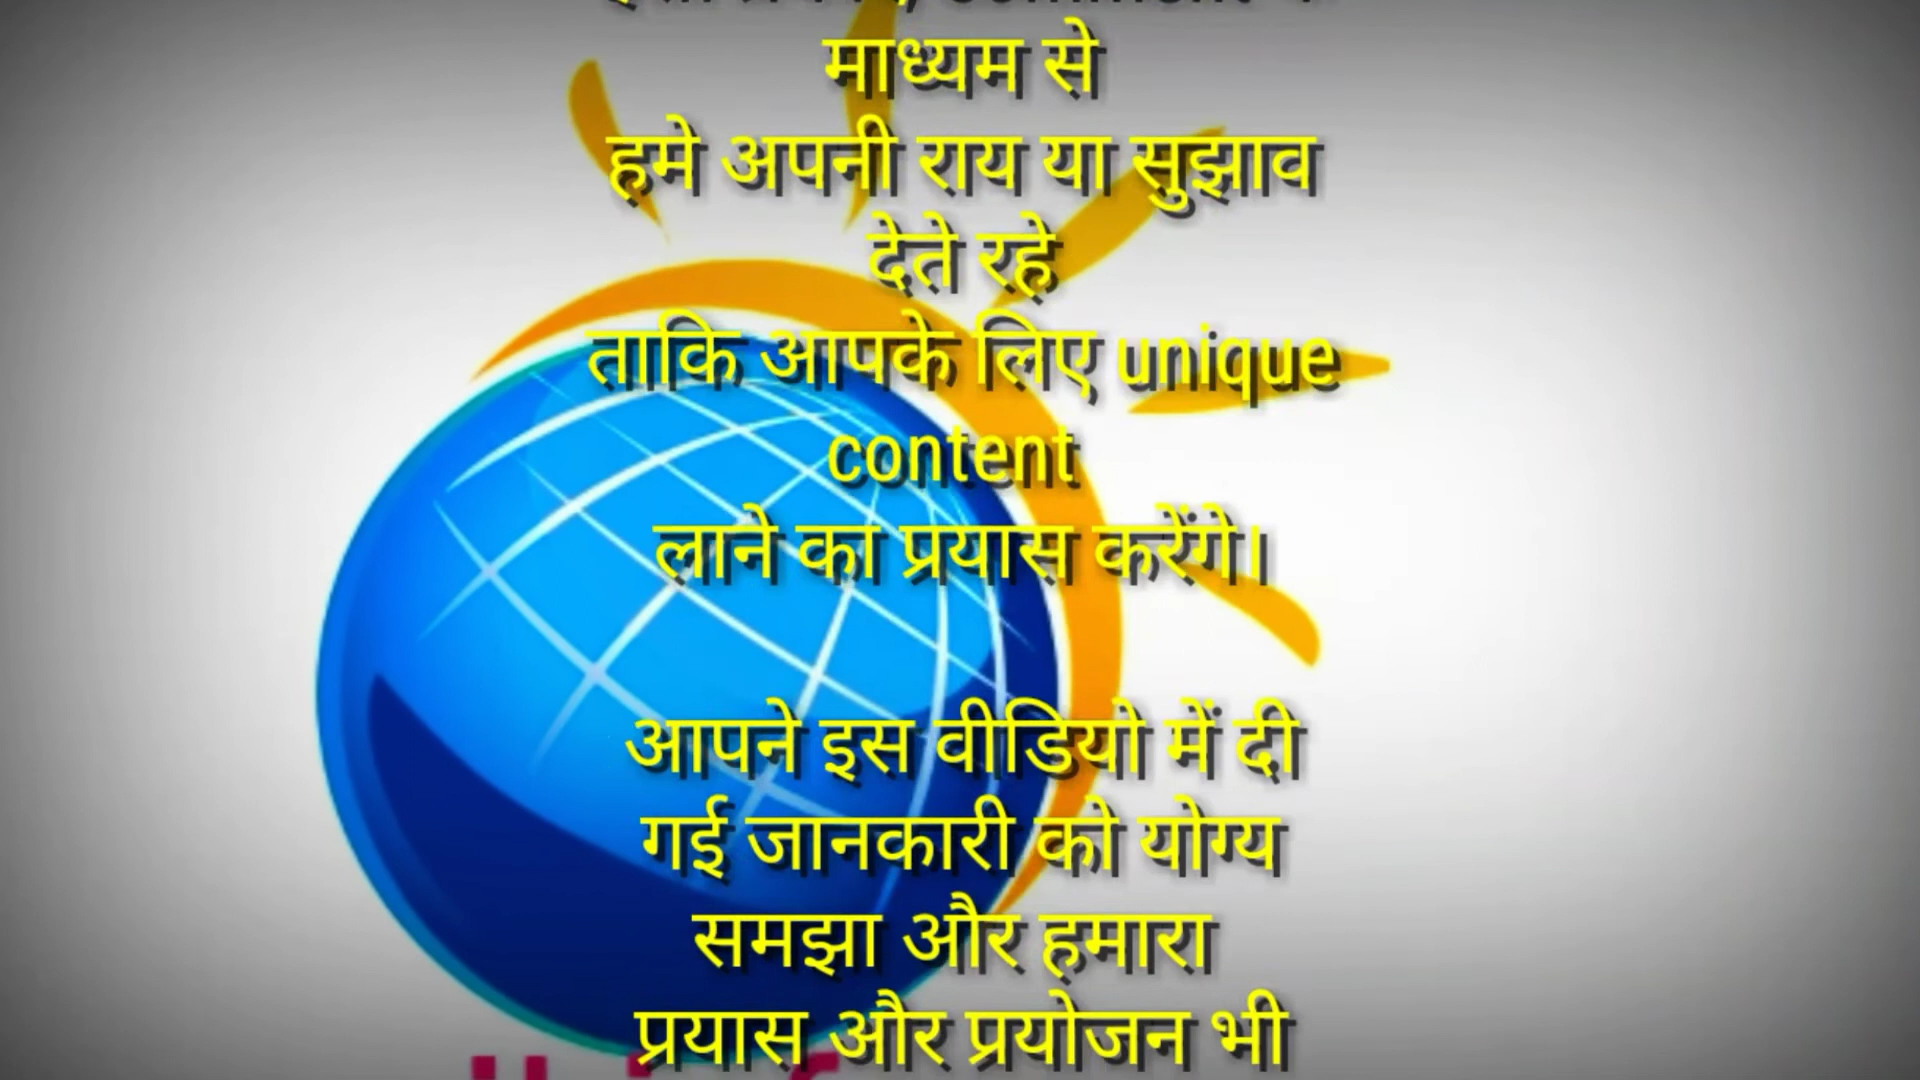 comment
माध्यम से
हमे अपनी राय या सुझाव
देते रहे
ताकि आपके लिए unique
content
लाने का प्रयास करेंगे।
आपने इस वीडियो में दी
गई जानकारी को योग्य
समझा और हमारा
प्रयास और प्रयोजन भी